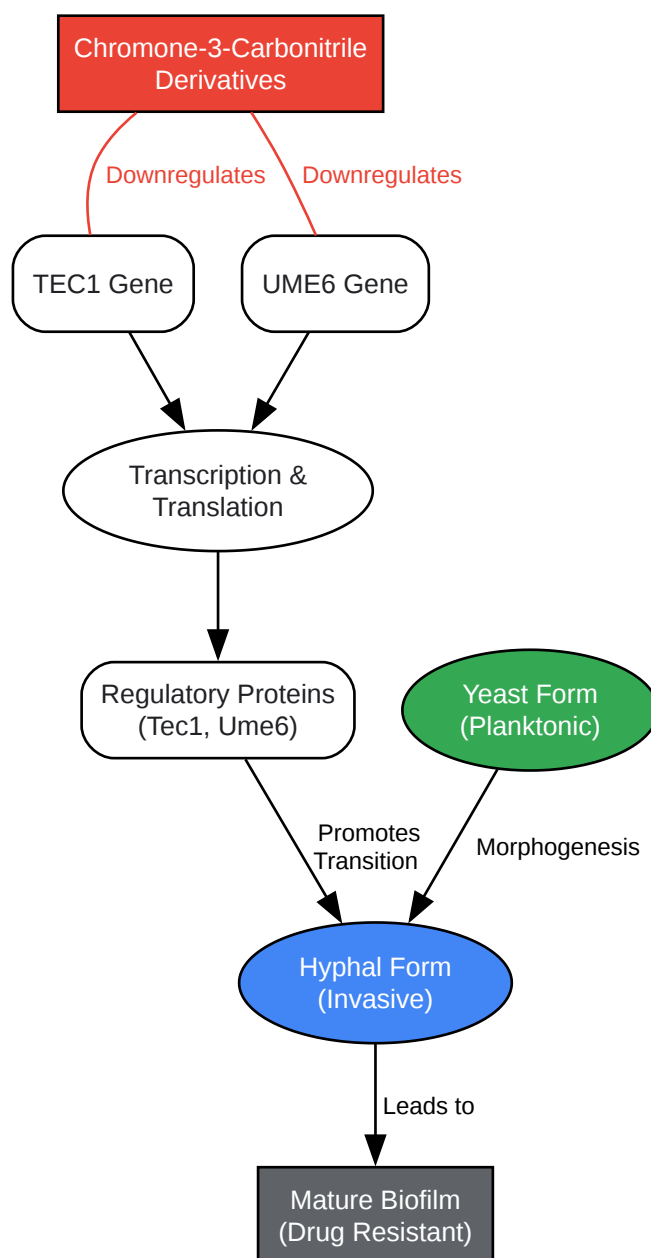 Chromone-3-Carbonitrile
Derivatives
Downregulates
Downregulates
TEC1 Gene
UME6 Gene
Transcription &
Translation
Regulatory Proteins
(Tec1, Ume6)
Yeast Form
(Planktonic)
Promotes
Transition
Morphogenesis
Hyphal Form
(Invasive)
Leads to
Mature Biofilm
(Drug Resistant)